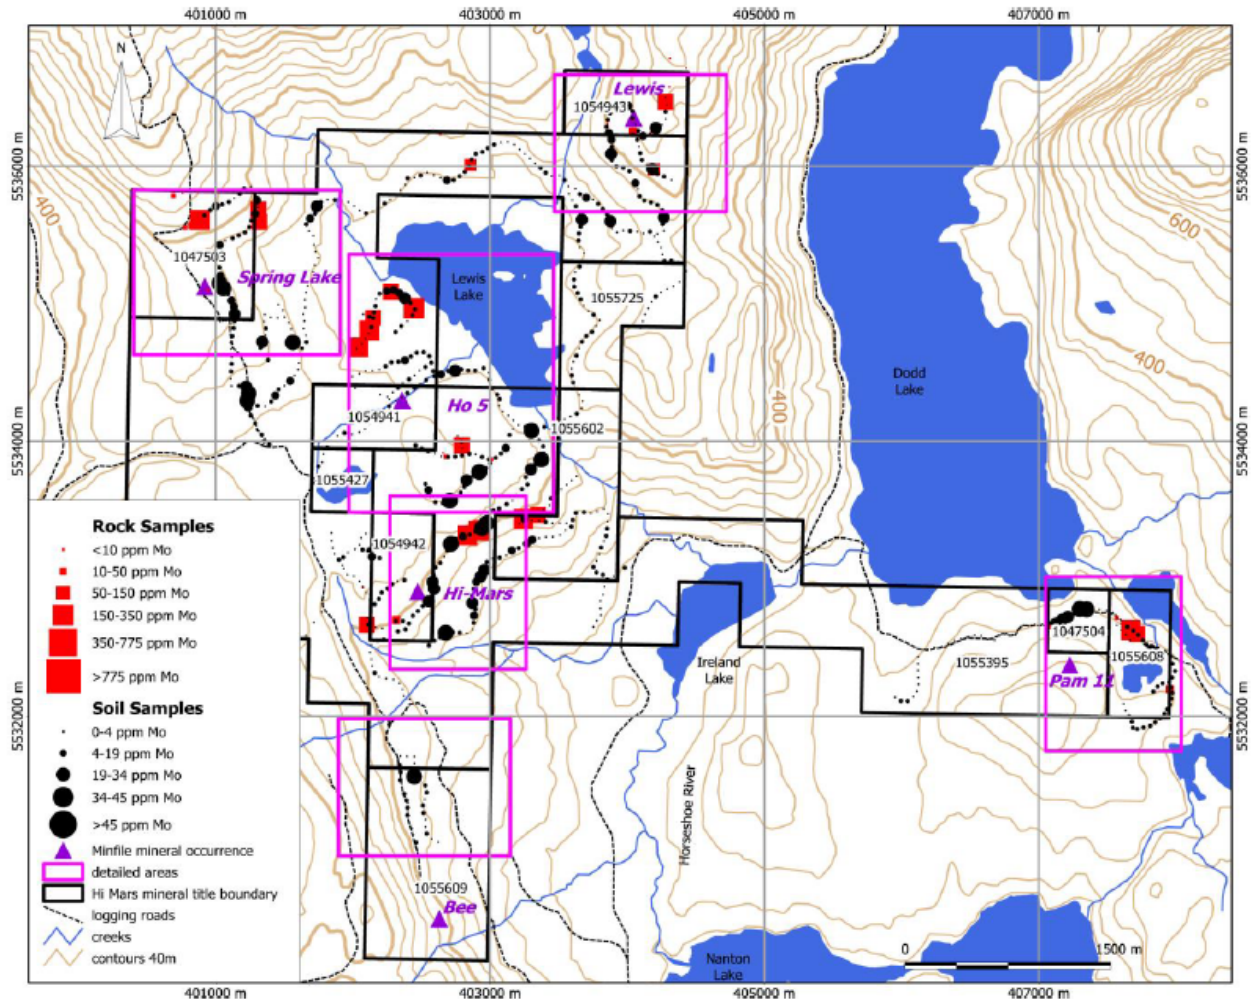 401000 m
403000 m
405000 m
407000 m
N
Lewis
1054943
5536000 m
5536000 m
400
600
1047503
Spring Lake
Lewis
Lake
1055725
400
Dodd
Lake
400
Ho 5
1054941
1055602
5534000 m
5534000 m
1055427
1054942
Hi-Mars
Rock Samples
<10 ppm Mo
10-50 ppm Mo
50-150 ppm Mo
150-350 ppm Mo
350-775 ppm Mo
>775 ppm Mo
Soil Samples
0-4 ppm Mo
4-19 ppm Mo
19-34 ppm Mo
34-45 ppm Mo
>45 ppm Mo
Minfile mineral occurrence
detailed areas
Hi Mars mineral title boundary
logging roads
creeks
contours 40m
1047504
1055395
1055608
Pam 11
Ireland
Lake
5532000 m
5532000 m
Horseshoe River
1055609
Bee
Nanton
Lake
0
1500 m
401000 m
403000 m
405000 m
407000 m